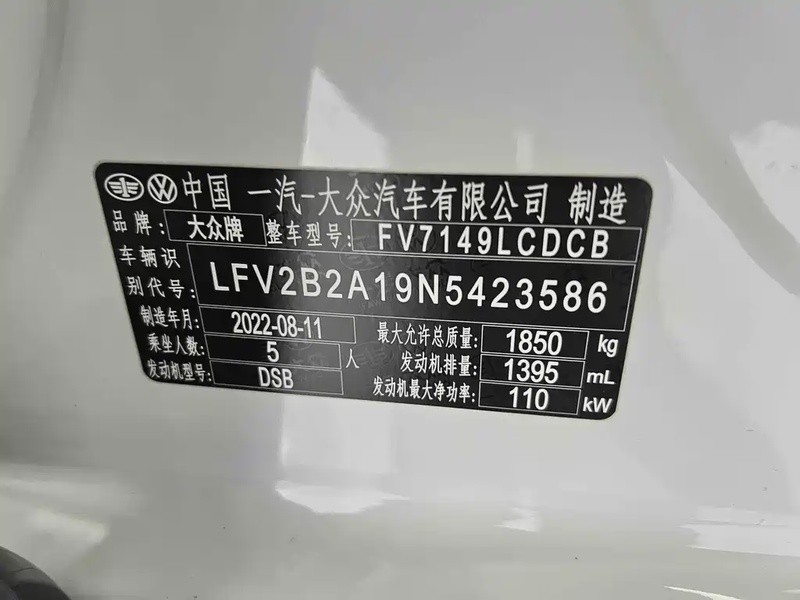 中国 一汽-大众汽车有限公司 制造
品牌: 大众牌 整车型号: FV7149LCDCB
车辆识
别代号: LFV2B2A19N5423586
制造年月: 2022-08-11 最大允许总质量: 1850 kg
乘坐人数: 5 人 发动机排量: 1395 mL
发动机型号: DSB 发动机最大净功率: 110 kW